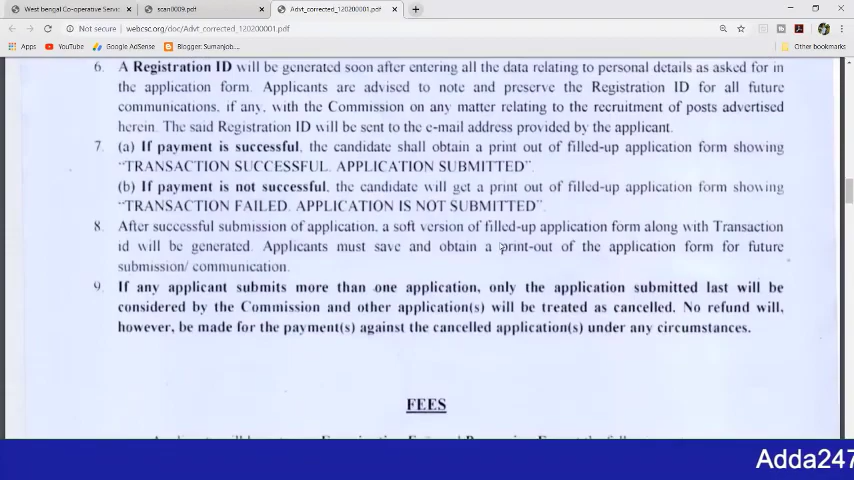 West bengal Co-operative Servic
scan0009.pdf
Advt_corrected_120200001.pdf
Not secure | webcsc.org/doc/Advt_corrected_120200001.pdf
Apps YouTube Google AdSense Blogger: Sumanjob.... Other bookmarks
6. A Registration ID will be generated soon after entering all the data relating to personal details as asked for in
the application form. Applicants are advised to note and preserve the Registration ID for all future
communications, if any, with the Commission on any matter relating to the recruitment of posts advertised
herein. The said Registration ID will be sent to the e-mail address provided by the applicant.
7. (a) If payment is successful, the candidate shall obtain a print out of filled-up application form showing
“TRANSACTION SUCCESSFUL. APPLICATION SUBMITTED”.
(b) If payment is not successful, the candidate will get a print out of filled-up application form showing
“TRANSACTION FAILED. APPLICATION IS NOT SUBMITTED”.
8. After successful submission of application, a soft version of filled-up application form along with Transaction
id will be generated. Applicants must save and obtain a print-out of the application form for future
submission/ communication.
9. If any applicant submits more than one application, only the application submitted last will be
considered by the Commission and other application(s) will be treated as cancelled. No refund will,
however, be made for the payment(s) against the cancelled application(s) under any circumstances.
FEES
Adda247